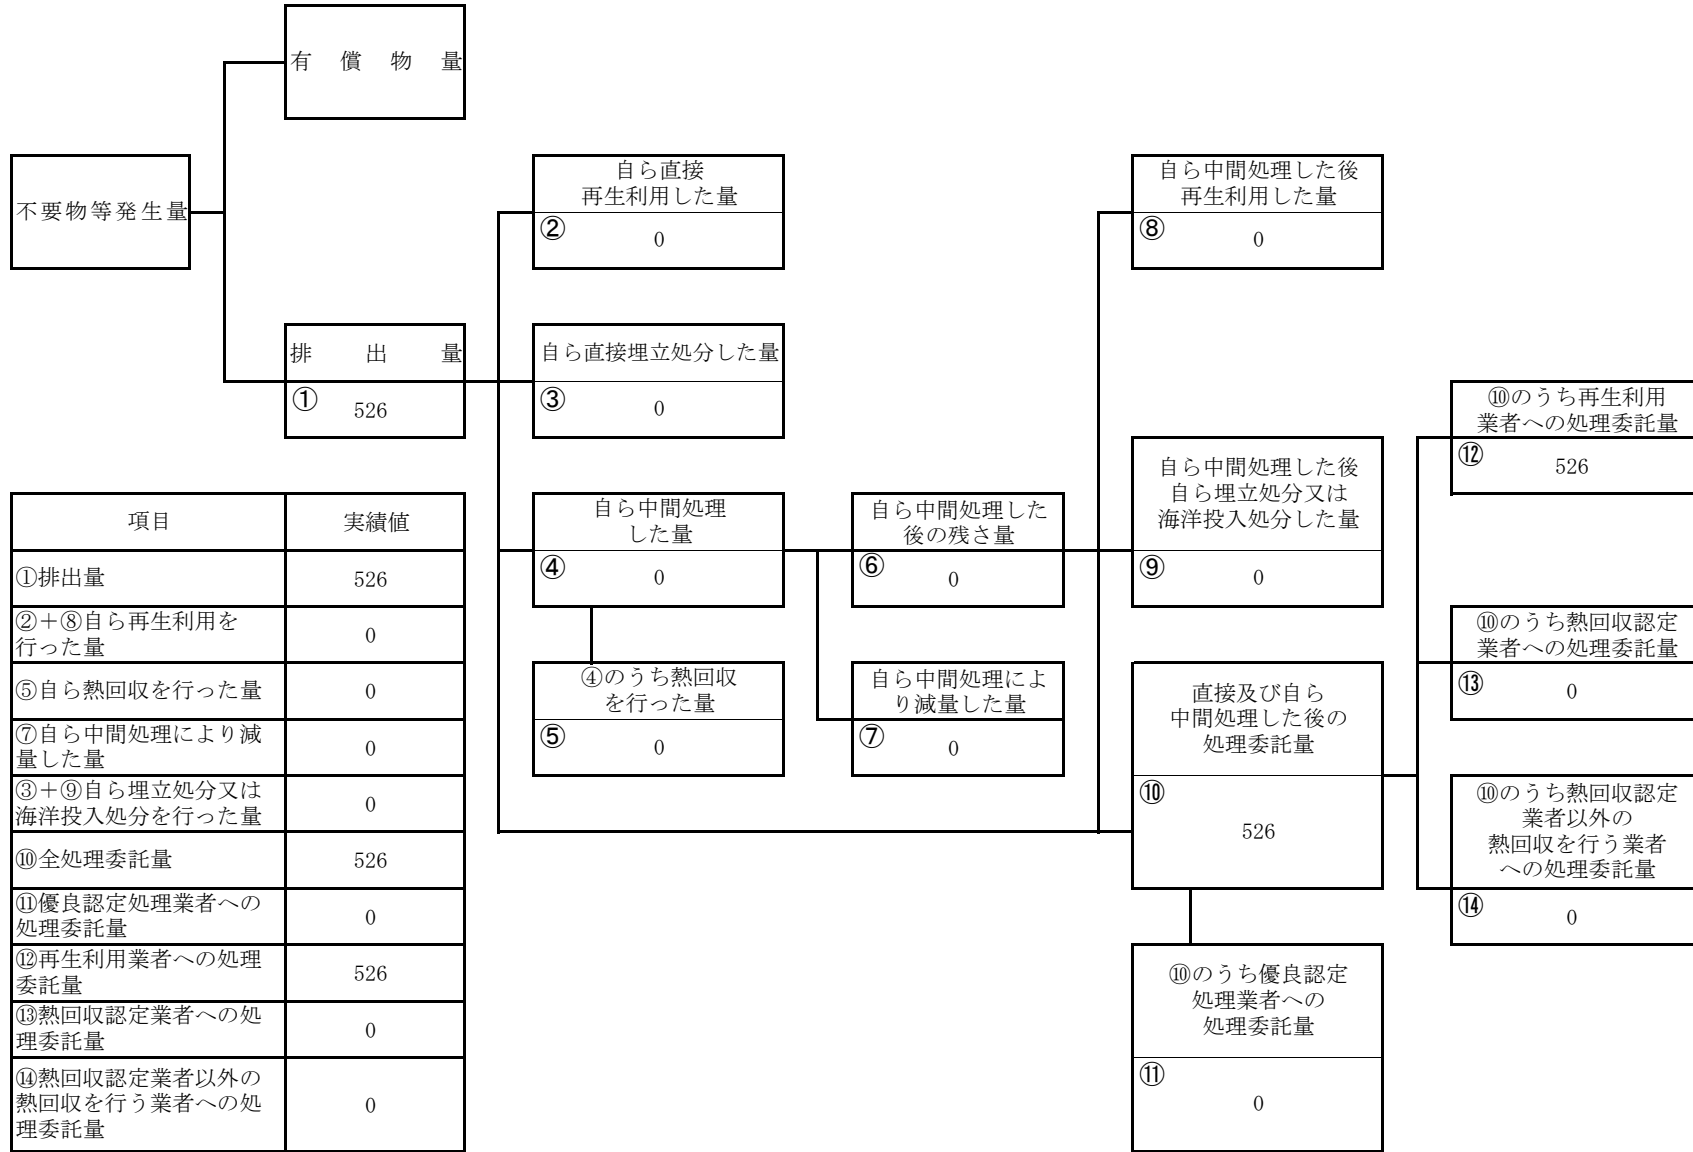 有償物量
不要物等発生量
自ら直接
再生利用した量
②
0
自ら中間処理した後
再生利用した量
⑧
0
排出量
①
526
自ら直接埋立処分した量
③
0
⑩のうち再生利用
業者への処理委託量
⑫
526
自ら中間処理した後
自ら埋立処分又は
海洋投入処分した量
⑨
0
自ら中間処理
した量
④
0
自ら中間処理した
後の残さ量
⑥
0
⑩のうち熱回収認定
業者への処理委託量
⑬
0
④のうち熱回収
を行った量
⑤
0
自ら中間処理によ
り減量した量
⑦
0
直接及び自ら
中間処理した後の
処理委託量
⑩
526
⑩のうち熱回収認定
業者以外の
熱回収を行う業者
への処理委託量
⑭
0
⑩のうち優良認定
処理業者への
処理委託量
⑪
0
項目 実績値
①排出量 526
②＋⑧自ら再生利用を
行った量 0
⑤自ら熱回収を行った量 0
⑦自ら中間処理により減
量した量 0
③＋⑨自ら埋立処分又は
海洋投入処分を行った量 0
⑩全処理委託量 526
⑪優良認定処理業者への
処理委託量 0
⑫再生利用業者への処理
委託量 526
⑬熱回収認定業者への処
理委託量 0
⑭熱回収認定業者以外の
熱回収を行う業者への処
理委託量 0